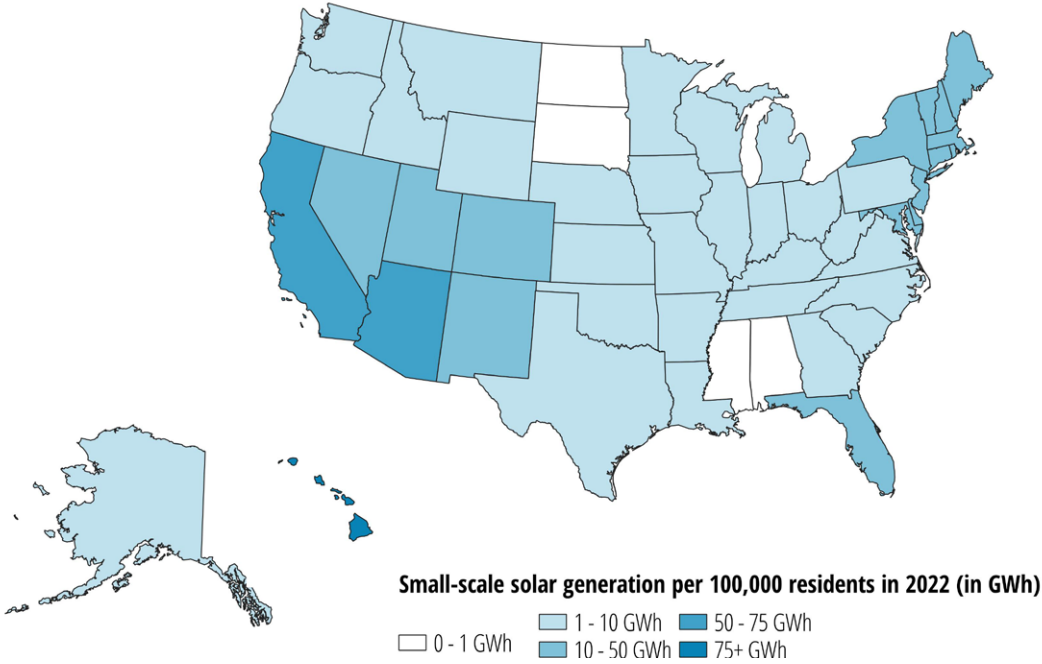 Small-scale solar generation per 100,000 residents in 2022 (in GWh)
0 - 1 GWh
1 - 10 GWh
10 - 50 GWh
50 - 75 GWh
75+ GWh